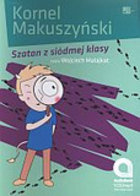 Kornel
Makuszyński
Szatan z siódmej klasy
czyta Wojciech Malajkat